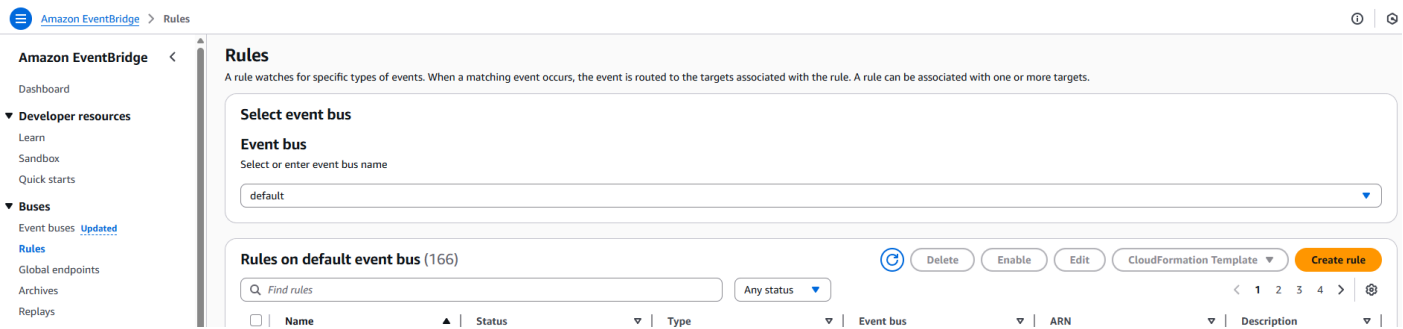 Amazon EventBridge > Rules
Amazon EventBridge
Dashboard
Developer resources
Learn
Sandbox
Quick starts
Buses
Event buses Updated
Rules
Global endpoints
Archives
Replays
Rules
A rule watches for specific types of events. When a matching event occurs, the event is routed to the targets associated with the rule. A rule can be associated with one or more targets.
Select event bus
Event bus
Select or enter event bus name
default
Rules on default event bus (166)
Delete Enable Edit CloudFormation Template Create rule
Find rules Any status 1 2 3 4
Name Status Type Event bus ARN Description